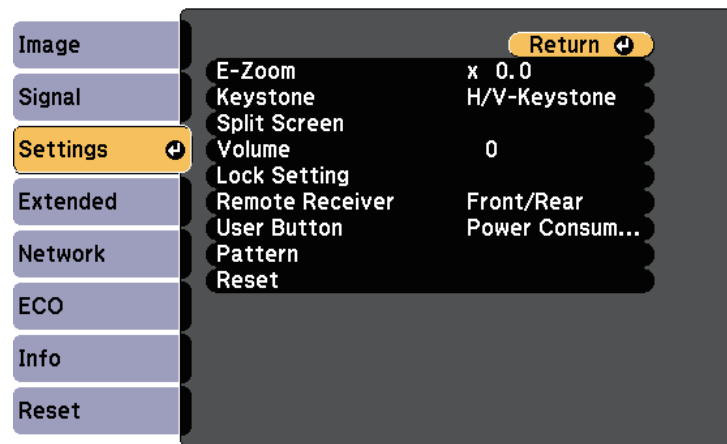 Image
Signal
Settings
Extended
Network
ECO
Info
Reset
Return
E-Zoom x 0.0
Keystone H/V-Keystone
Split Screen
Volume 0
Lock Setting
Remote Receiver Front/Rear
User Button Power Consum...
Pattern
Reset